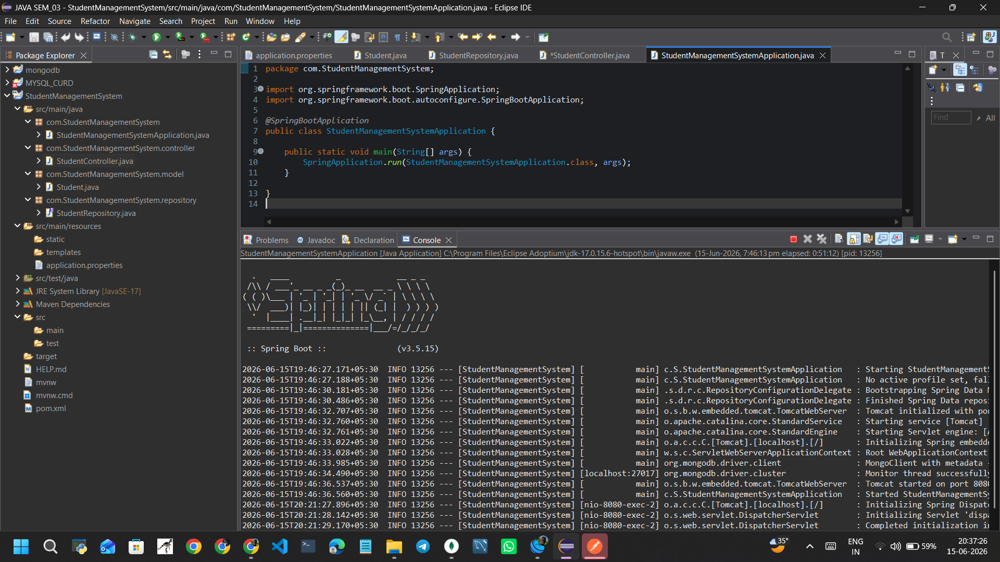 JAVA SEM_03 - StudentManagementSystem/src/main/java/com/StudentManagementSystem/StudentManagementSystemApplication.java - Eclipse IDE
File Edit Source Refactor Navigate Search Project Run Window Help
Package Explorer
mongodb
MYSQL_CURD
StudentManagementSystem
src/main/java
com.StudentManagementSystem
StudentManagementSystemApplication.java
com.StudentManagementSystem.controller
StudentController.java
com.StudentManagementSystem.model
Student.java
com.StudentManagementSystem.repository
StudentRepository.java
src/main/resources
static
templates
application.properties
src/test/java
JRE System Library [JavaSE-17]
Maven Dependencies
src
main
test
target
HELP.md
mvnw
mvnw.cmd
pom.xml
application.properties Student.java StudentRepository.java *StudentController.java StudentManagementSystemApplication.java
1 package com.StudentManagementSystem;
2
3 import org.springframework.boot.SpringApplication;
4 import org.springframework.boot.autoconfigure.SpringBootApplication;
5
6 @SpringBootApplication
7 public class StudentManagementSystemApplication {
8
9 public static void main(String[] args) {
10 SpringApplication.run(StudentManagementSystemApplication.class, args);
11 }
12
13 }
14
T
Find
All
Problems Javadoc Declaration Console
StudentManagementSystemApplication [Java Application] C:\Program Files\Eclipse Adoptium\jdk-17.0.15.6-hotspot\bin\javaw.exe (15-Jun-2026, 7:46:13 pm elapsed: 0:51:12) [pid: 13256]
Spring
:: Spring Boot :: (v3.5.15)
2026-06-15T19:46:27.171+05:30 INFO 13256 --- [StudentManagementSystem] [ main] c.S.StudentManagementSystemApplication : Starting StudentManagementS
2026-06-15T19:46:27.188+05:30 INFO 13256 --- [StudentManagementSystem] [ main] c.S.StudentManagementSystemApplication : No active profile set, fal
2026-06-15T19:46:30.181+05:30 INFO 13256 --- [StudentManagementSystem] [ main] .s.d.r.c.RepositoryConfigurationDelegate : Bootstrapping Spring Data M
2026-06-15T19:46:30.486+05:30 INFO 13256 --- [StudentManagementSystem] [ main] .s.d.r.c.RepositoryConfigurationDelegate : Finished Spring Data repos
2026-06-15T19:46:32.707+05:30 INFO 13256 --- [StudentManagementSystem] [ main] o.s.b.w.embedded.tomcat.TomcatWebServer : Tomcat initialized with po
2026-06-15T19:46:32.760+05:30 INFO 13256 --- [StudentManagementSystem] [ main] o.apache.catalina.core.StandardService : Starting service [Tomcat]
2026-06-15T19:46:32.761+05:30 INFO 13256 --- [StudentManagementSystem] [ main] o.apache.catalina.core.StandardEngine : Starting Servlet engine: [A
2026-06-15T19:46:33.022+05:30 INFO 13256 --- [StudentManagementSystem] [ main] o.a.c.c.C.[Tomcat].[localhost].[/] : Initializing Spring embedd
2026-06-15T19:46:33.028+05:30 INFO 13256 --- [StudentManagementSystem] [ main] w.s.c.ServletWebServerApplicationContext : Root WebApplicationContext
2026-06-15T19:46:33.985+05:30 INFO 13256 --- [StudentManagementSystem] [ main] org.mongodb.driver.client : MongoClient with metadata
2026-06-15T19:46:34.490+05:30 INFO 13256 --- [StudentManagementSystem] [localhost:27017] org.mongodb.driver.cluster : Monitor thread successfully
2026-06-15T19:46:36.537+05:30 INFO 13256 --- [StudentManagementSystem] [ main] o.s.b.w.embedded.tomcat.TomcatWebServer : Tomcat started on port 808
2026-06-15T19:46:36.560+05:30 INFO 13256 --- [StudentManagementSystem] [ main] c.S.StudentManagementSystemApplication : Started StudentManagementSy
2026-06-15T20:21:27.896+05:30 INFO 13256 --- [StudentManagementSystem] [nio-8080-exec-2] o.a.c.c.C.[Tomcat].[localhost].[/] : Initializing Spring Dispat
2026-06-15T20:21:28.142+05:30 INFO 13256 --- [StudentManagementSystem] [nio-8080-exec-2] o.s.web.servlet.DispatcherServlet : Initializing Servlet 'dispa
2026-06-15T20:21:29.170+05:30 INFO 13256 --- [StudentManagementSystem] [nio-8080-exec-2] o.s.web.servlet.DispatcherServlet : Completed initialization in
35°
ENG
IN
59%
20:37:26
15-06-2026